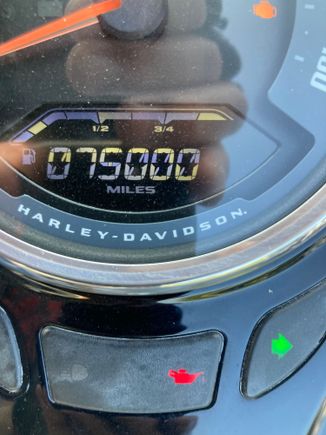 1/2 3/4
075000
MILES
HARLEY-DAVIDSON.